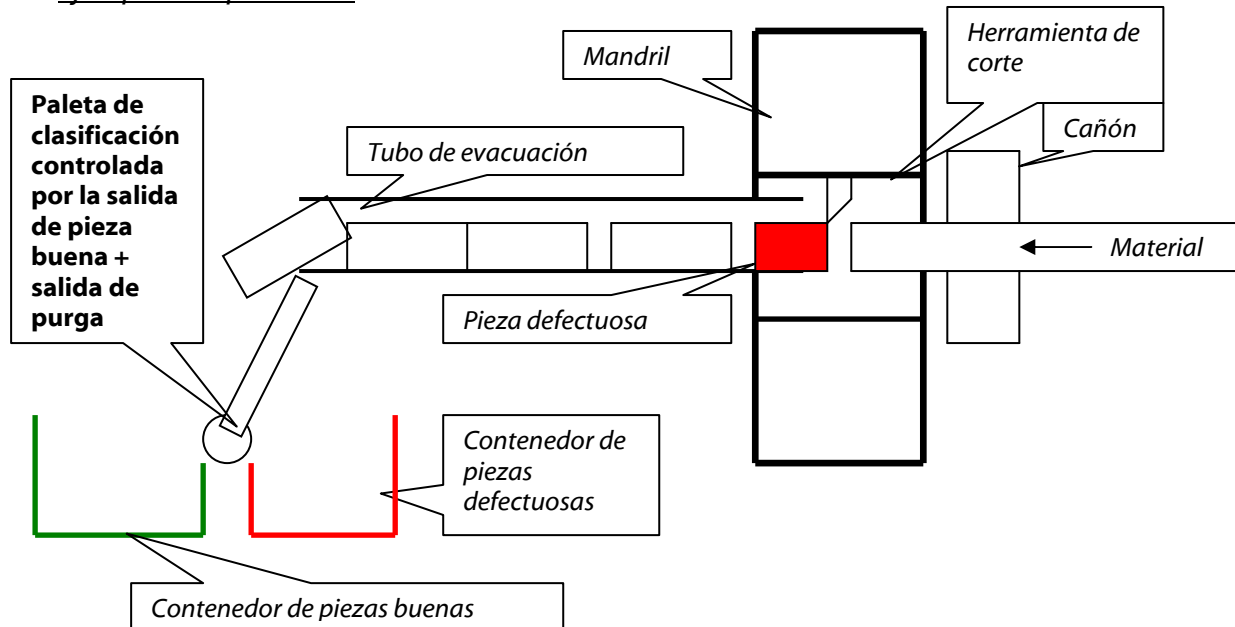 Mandril
Herramienta de
corte
Paleta de
clasificación
controlada
por la salida
de pieza
buena +
salida de
purga
Tubo de evacuación
Cañón
Material
Pieza defectuosa
Contenedor de
piezas
defectuosas
Contenedor de piezas buenas